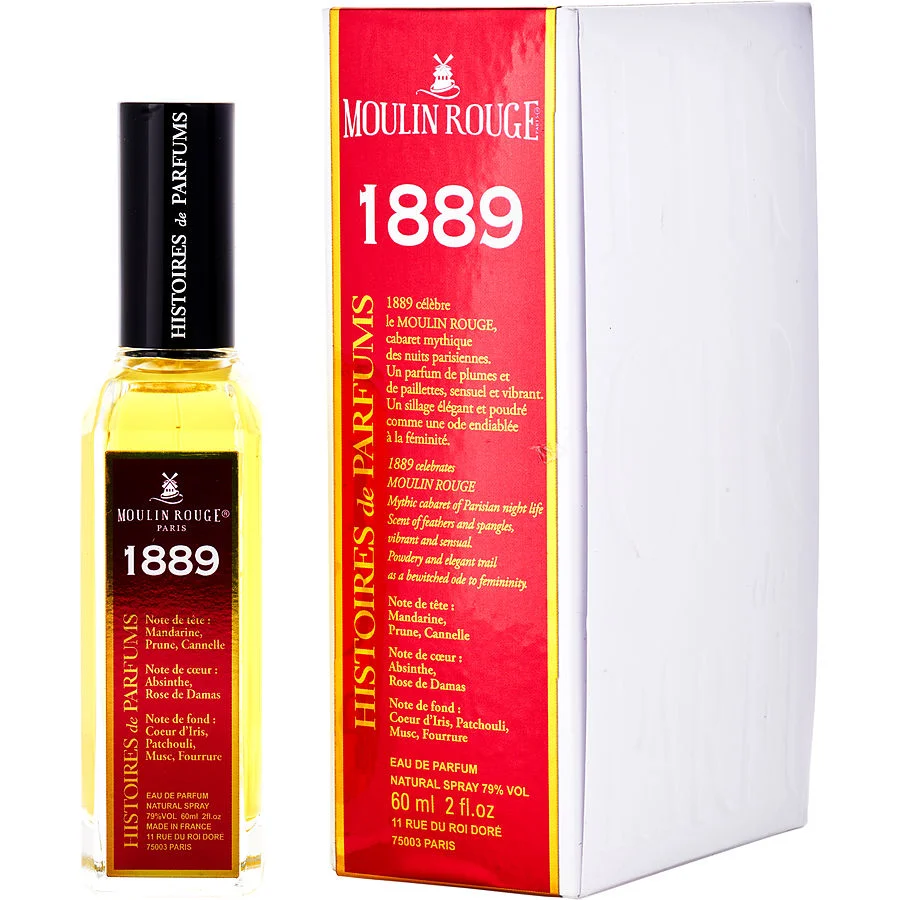 HISTOIRES de PARFUMS
MOULIN ROUGE®
PARIS
1889
HISTOIRES de PARFUMS
Note de tête :
Mandarine,
Prune, Cannelle
Note de cœur :
Absinthe,
Rose de Damas
Note de fond :
Coeur d'Iris,
Patchouli,
Musc, Fourrure
EAU DE PARFUM
NATURAL SPRAY
79%VOL 60ml 2fl.oz
MADE IN FRANCE
11 RUE DU ROI DORE
75003 PARIS
MOULIN ROUGE
PARIS
1889
HISTOIRES de PARFUMS
1889 célèbre
le MOULIN ROUGE,
cabaret mythique
des nuits parisiennes.
Un parfum de plumes et
de paillettes, sensuel et vibrant.
Un sillage élégant et poudré
comme une ode endiablée
à la féminité.
1889 celebrates
MOULIN ROUGE
Mythic cabaret of Parisian night life
Scent of feathers and spangles,
vibrant and sensual.
Powdery and elegant trail
as a bewitched ode to femininity.
Note de tête :
Mandarine,
Prune, Cannelle
Note de cœur :
Absinthe,
Rose de Damas
Note de fond :
Coeur d'Iris, Patchouli,
Musc, Fourrure
EAU DE PARFUM
NATURAL SPRAY 79% VOL
60 ml 2 fl.oz
11 RUE DU ROI DORÉ
75003 PARIS